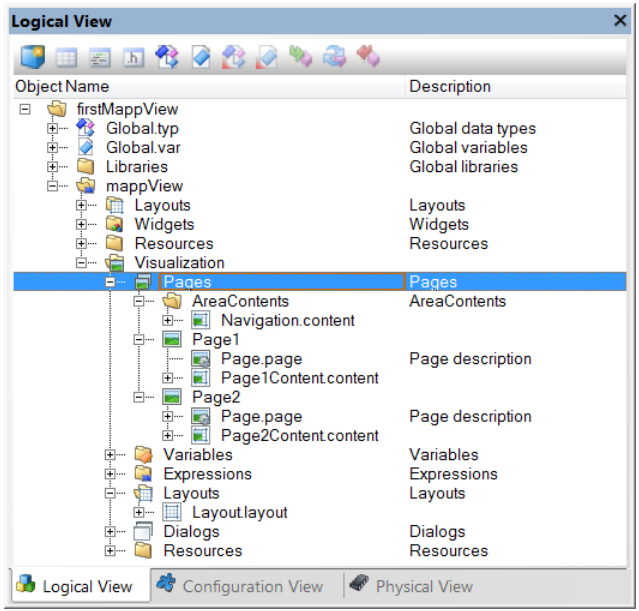 Logical View
.h
Object Name Description
firstMappView
Global.typ Global data types
Global.var Global variables
Libraries Global libraries
mappView
Layouts Layouts
Widgets Widgets
Resources Resources
Visualization
Pages Pages
AreaContents AreaContents
Navigation.content
Page1
Page.page Page description
Page1Content.content
Page2
Page.page Page description
Page2Content.content
Variables Variables
Expressions Expressions
Layouts Layouts
Layout.layout
Dialogs Dialogs
Resources Resources
Logical View Configuration View Physical View